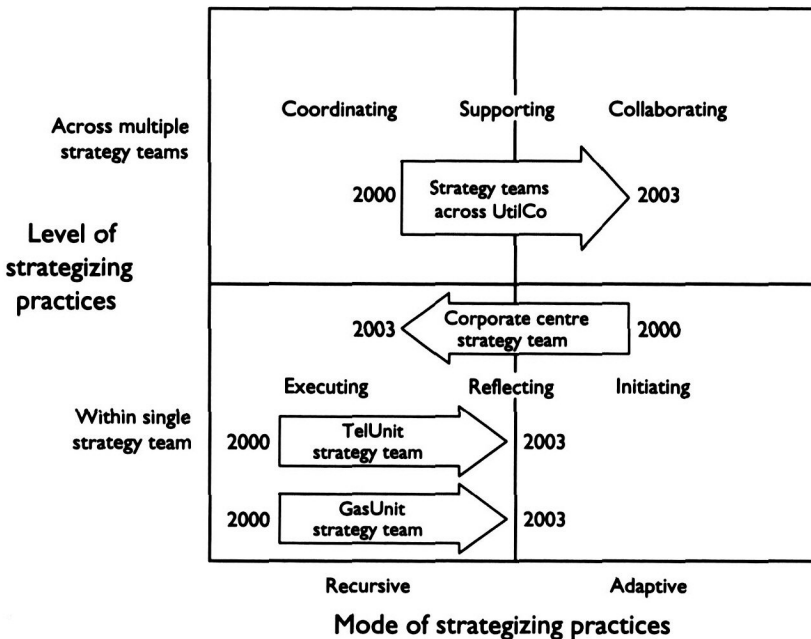 Coordinating Supporting Collaborating
Across multiple
strategy teams
2000 Strategy teams 2003
across UtilCo
Level of
strategizing
practices
2003 Corporate centre 2000
strategy team
Executing Reflecting Initiating
Within single
strategy team
2000 TelUnit 2003
strategy team
2000 GasUnit 2003
strategy team
Recursive Adaptive
Mode of strategizing practices